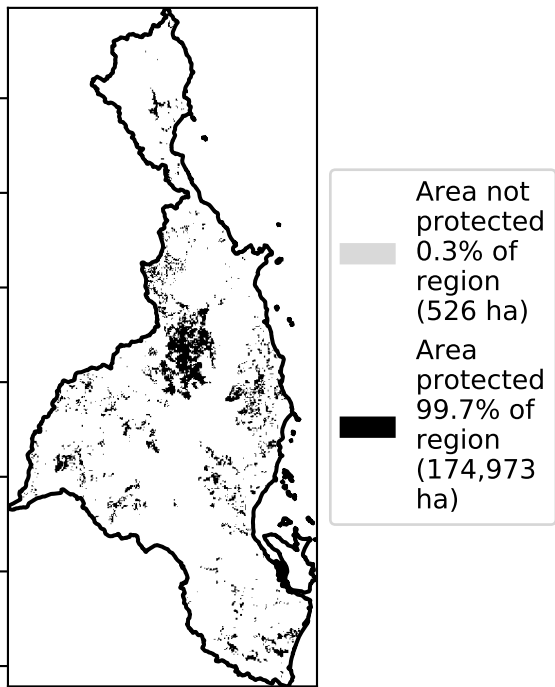 Area not
protected
0.3% of
region
(526 ha)
Area
protected
99.7% of
region
(174,973
ha)